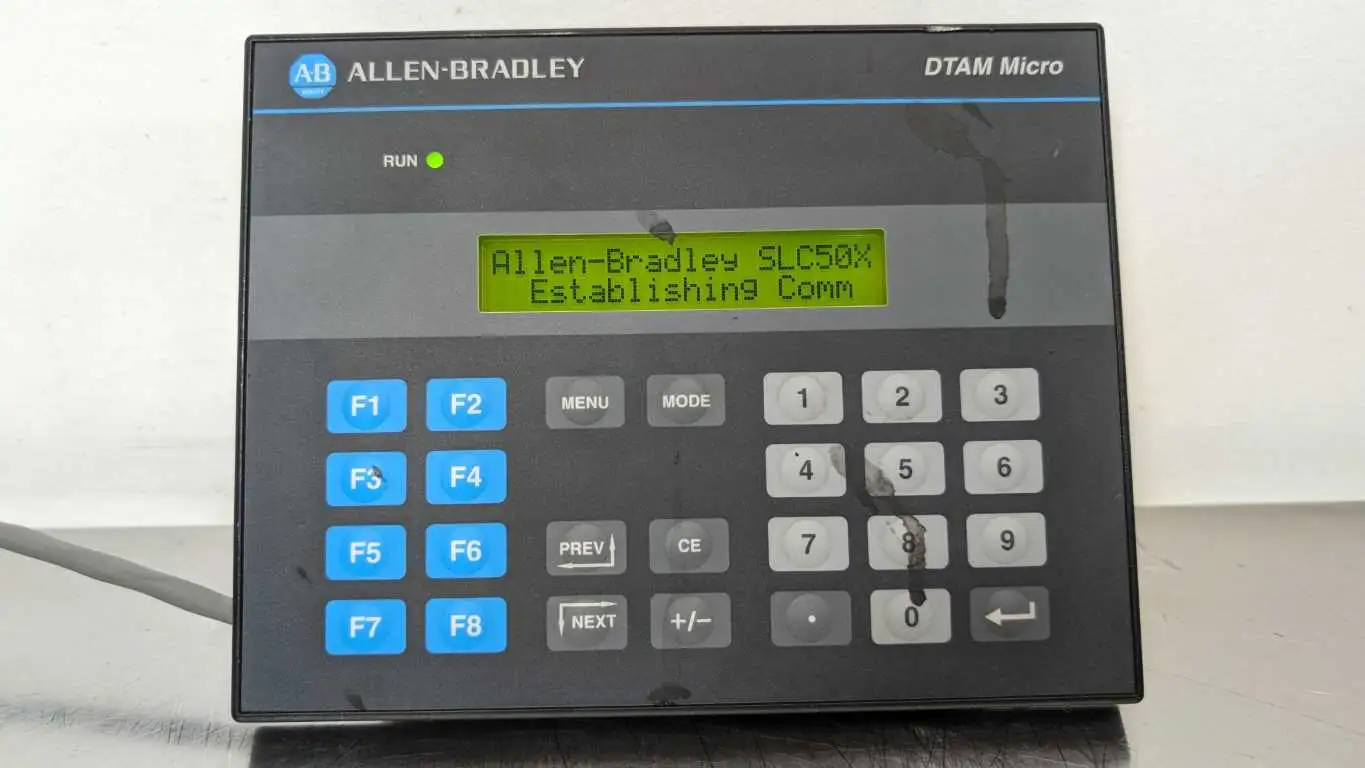 A-B
ALLEN-BRADLEY
DTAM Micro
RUN
Allen-Bradley SLC50X
Establishing Comm
F1 F2 MENU MODE 1 2 3
F3 F4 4 5 6
F5 F6 PREV CE 7 8 9
F7 F8 NEXT +/- . 0